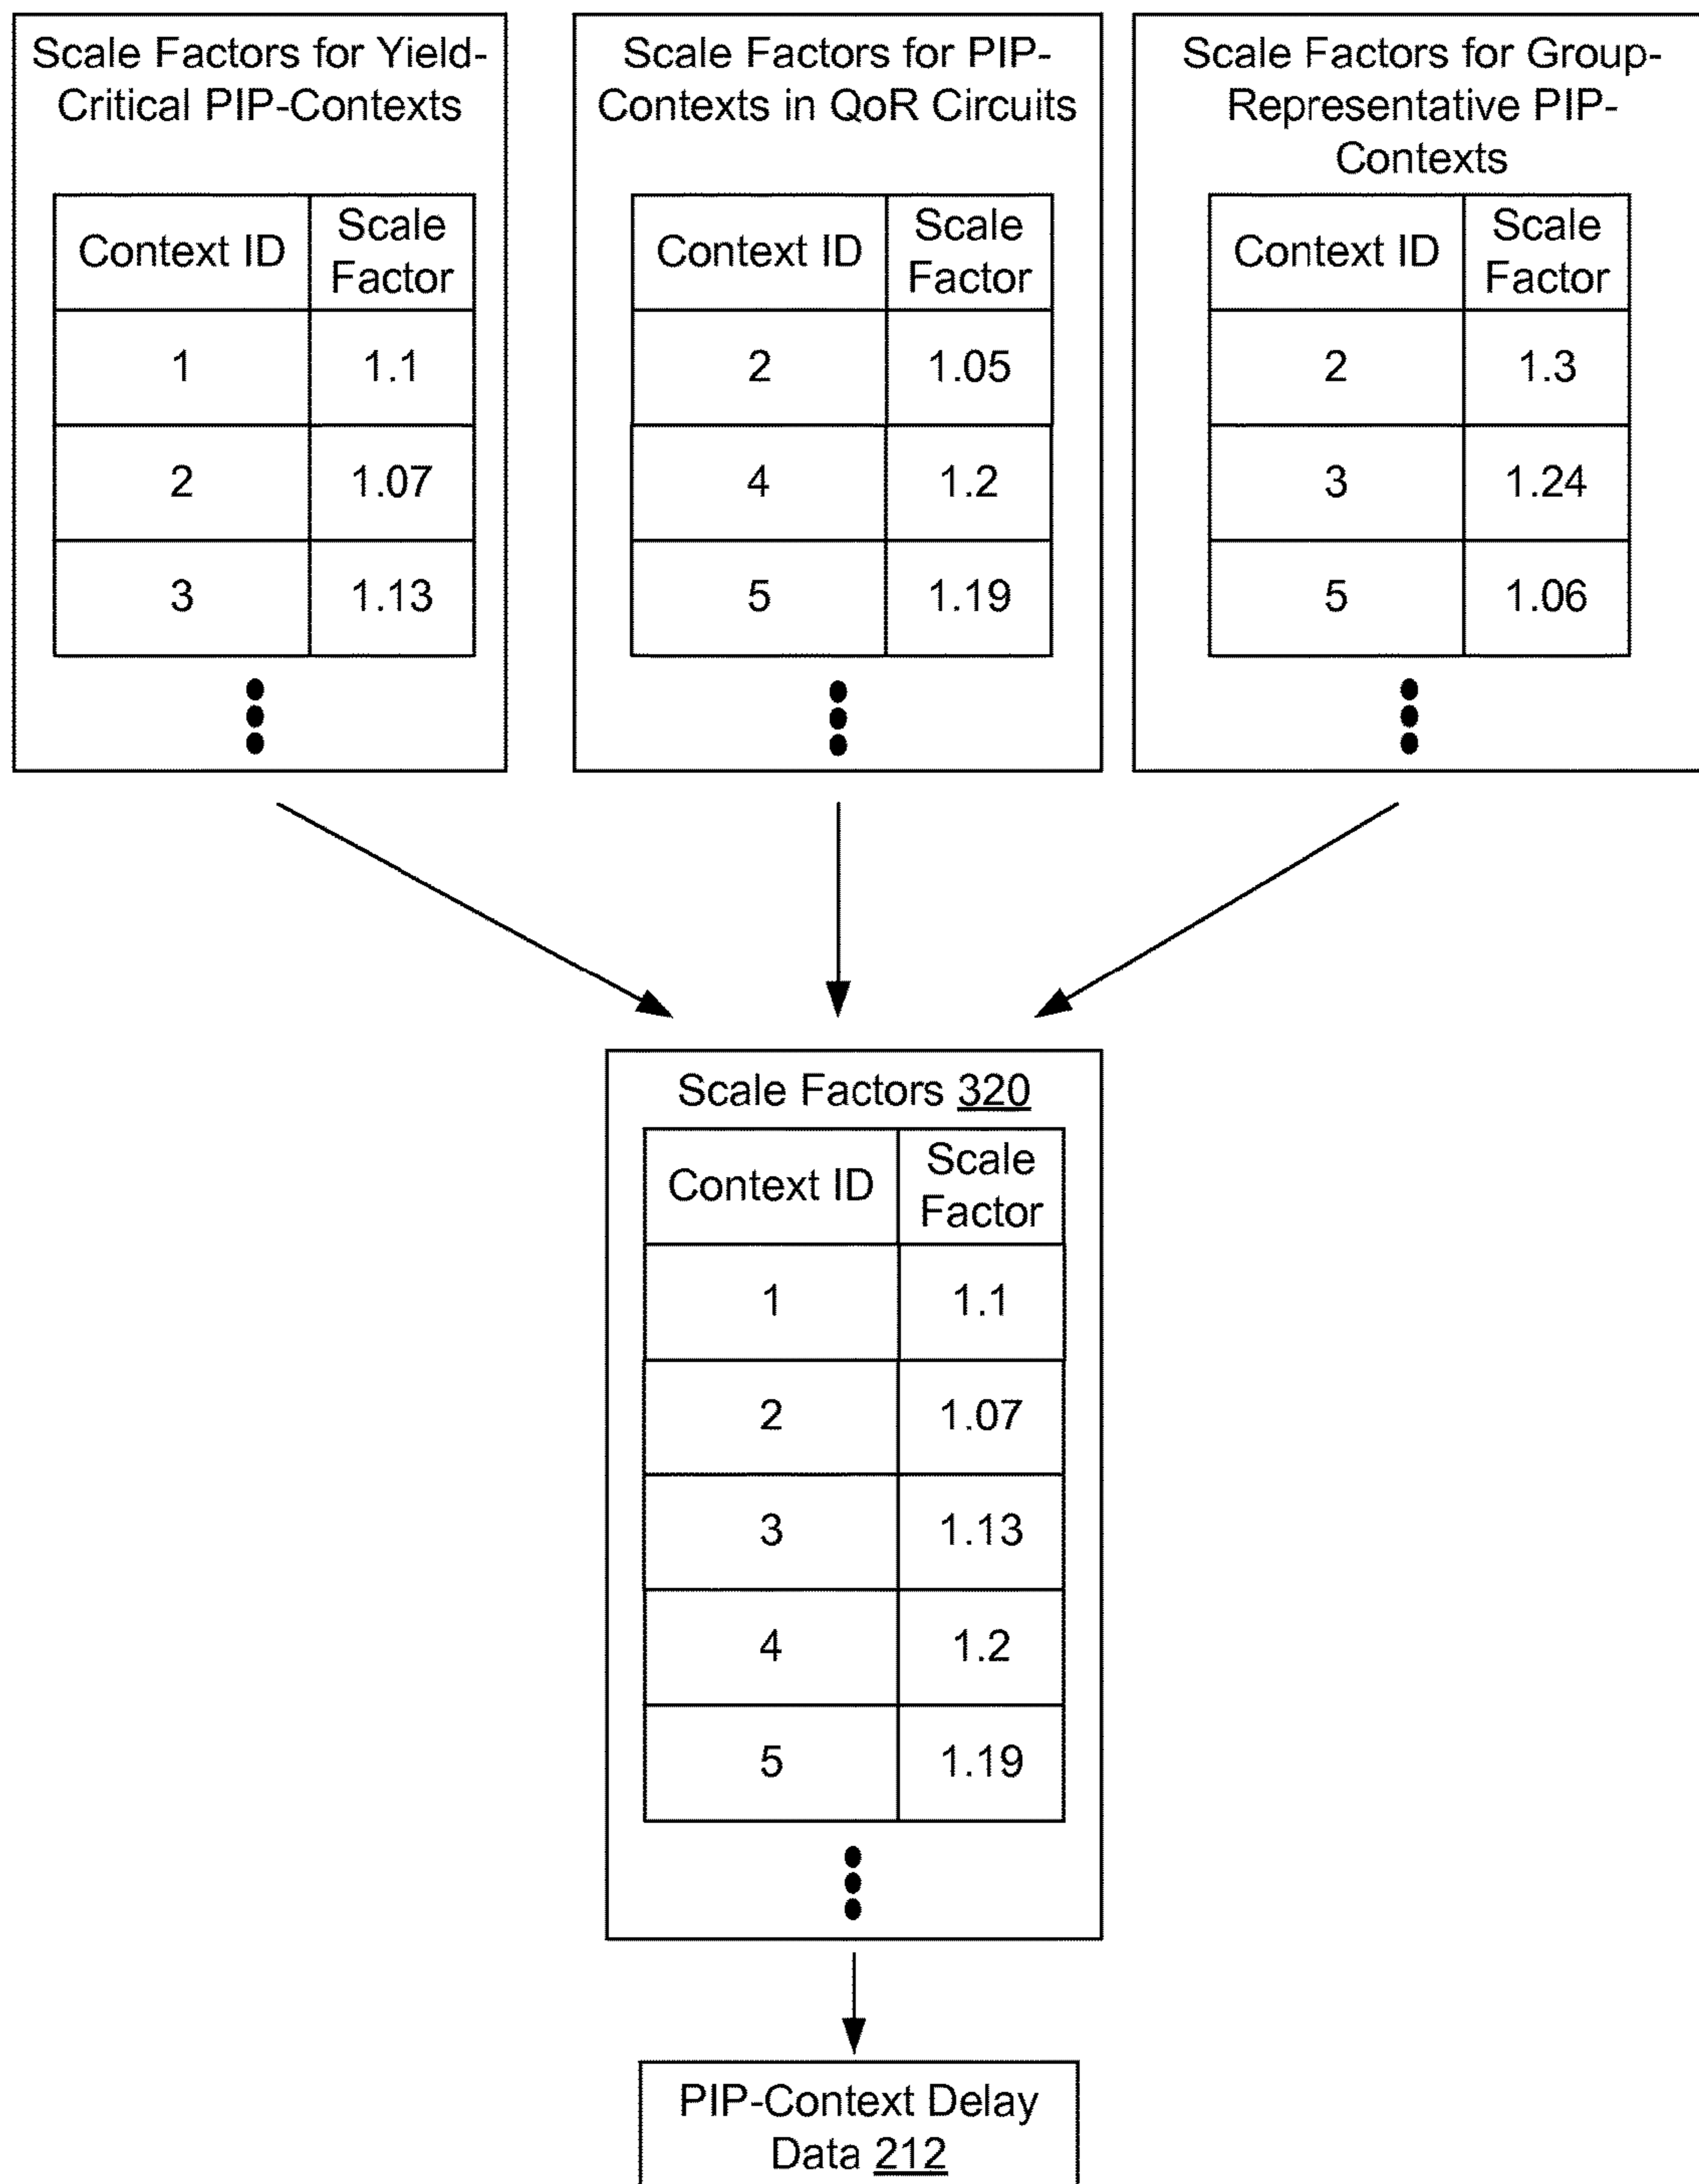 Scale Factors for Yield-
Critical PIP-Contexts
Context ID Scale
Factor
1 1.1
2 1.07
3 1.13
Scale Factors for PIP-
Contexts in QoR Circuits
Context ID Scale
Factor
2 1.05
4 1.2
5 1.19
Scale Factors for Group-
Representative PIP-
Contexts
Context ID Scale
Factor
2 1.3
3 1.24
5 1.06
Scale Factors 320
Context ID Scale
Factor
1 1.1
2 1.07
3 1.13
4 1.2
5 1.19
PIP-Context Delay
Data 212